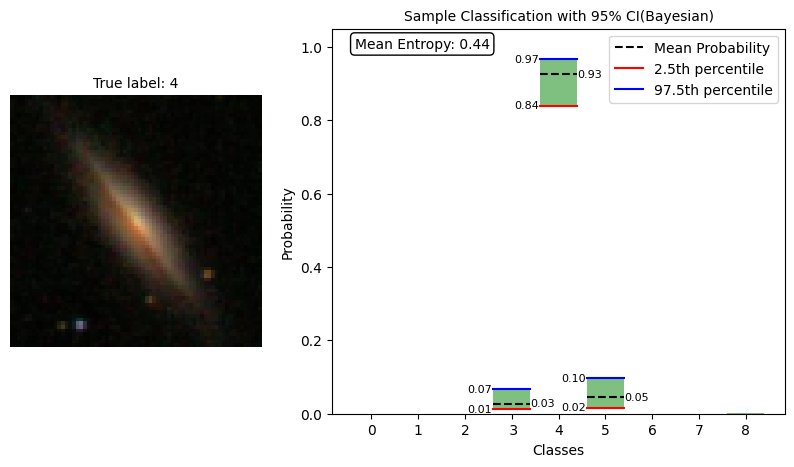 True label: 4
Sample Classification with 95% CI(Bayesian)
Mean Entropy: 0.44
Mean Probability
2.5th percentile
97.5th percentile
Probability
1.0
0.8
0.6
0.4
0.2
0.0
0.97
0.93
0.84
0.07
0.03
0.01
0.10
0.05
0.02
0 1 2 3 4 5 6 7 8
Classes